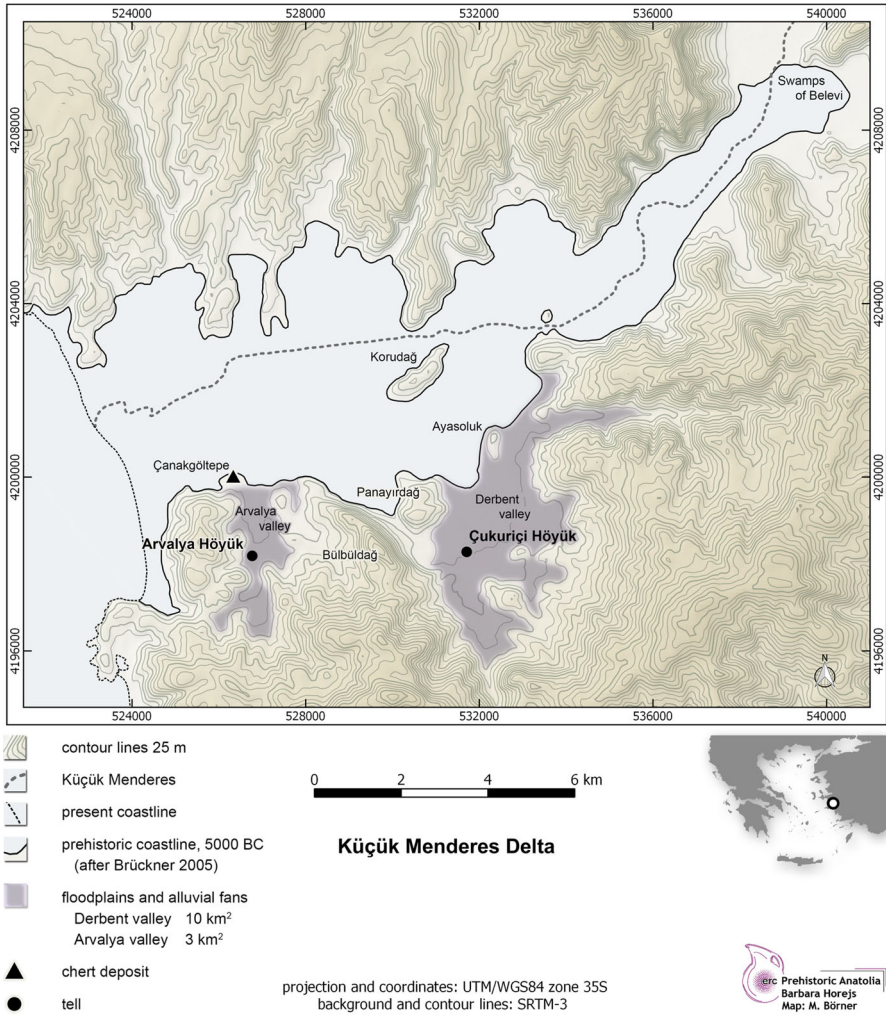 524000 528000 532000 536000 540000
Swamps
of Belevi
4208000 4208000
4204000 4204000
Korudağ
Ayasoluk
Çanakgöltepe
4200000 4200000
Panayırdağ
Derbent
valley
Arvalya
valley
Çukuriçi Höyük
Arvalya Höyük
Bülbüldağ
4196000 4196000
N
524000 528000 532000 536000 540000
contour lines 25 m
Küçük Menderes
present coastline
prehistoric coastline, 5000 BC
(after Brückner 2005)
floodplains and alluvial fans
Derbent valley 10 km²
Arvalya valley 3 km²
chert deposit
tell
0 2 4 6 km
Küçük Menderes Delta
projection and coordinates: UTM/WGS84 zone 35S
background and contour lines: SRTM-3
erc Prehistoric Anatolia
Barbara Horejs
Map: M. Börner